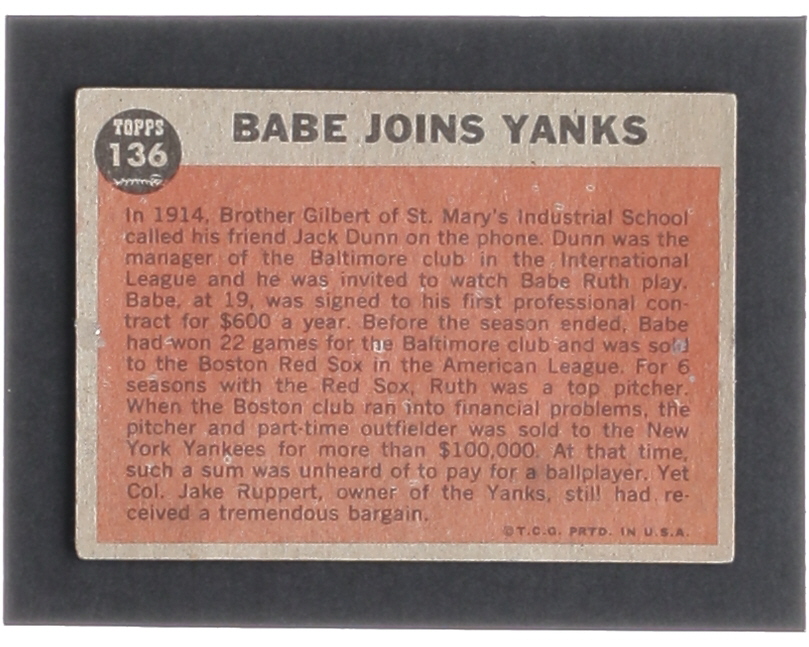 TOPPS
136
BABE JOINS YANKS
In 1914, Brother Gilbert of St. Mary's Industrial School
called his friend Jack Dunn on the phone. Dunn was the
manager of the Baltimore club in the International
League and he was invited to watch Babe Ruth play.
Babe, at 19, was signed to his first professional con-
tract for $600 a year. Before the season ended, Babe
had won 22 games for the Baltimore club and was sold
to the Boston Red Sox in the American League. For 6
seasons with the Red Sox, Ruth was a top pitcher.
When the Boston club ran into financial problems, the
pitcher and part-time outfielder was sold to the New
York Yankees for more than $100,000. At that time,
such a sum was unheard of to pay for a ballplayer. Yet
Col. Jake Ruppert, owner of the Yanks, still had re-
ceived a tremendous bargain.
©T.C.G. PRTD. IN U.S.A.